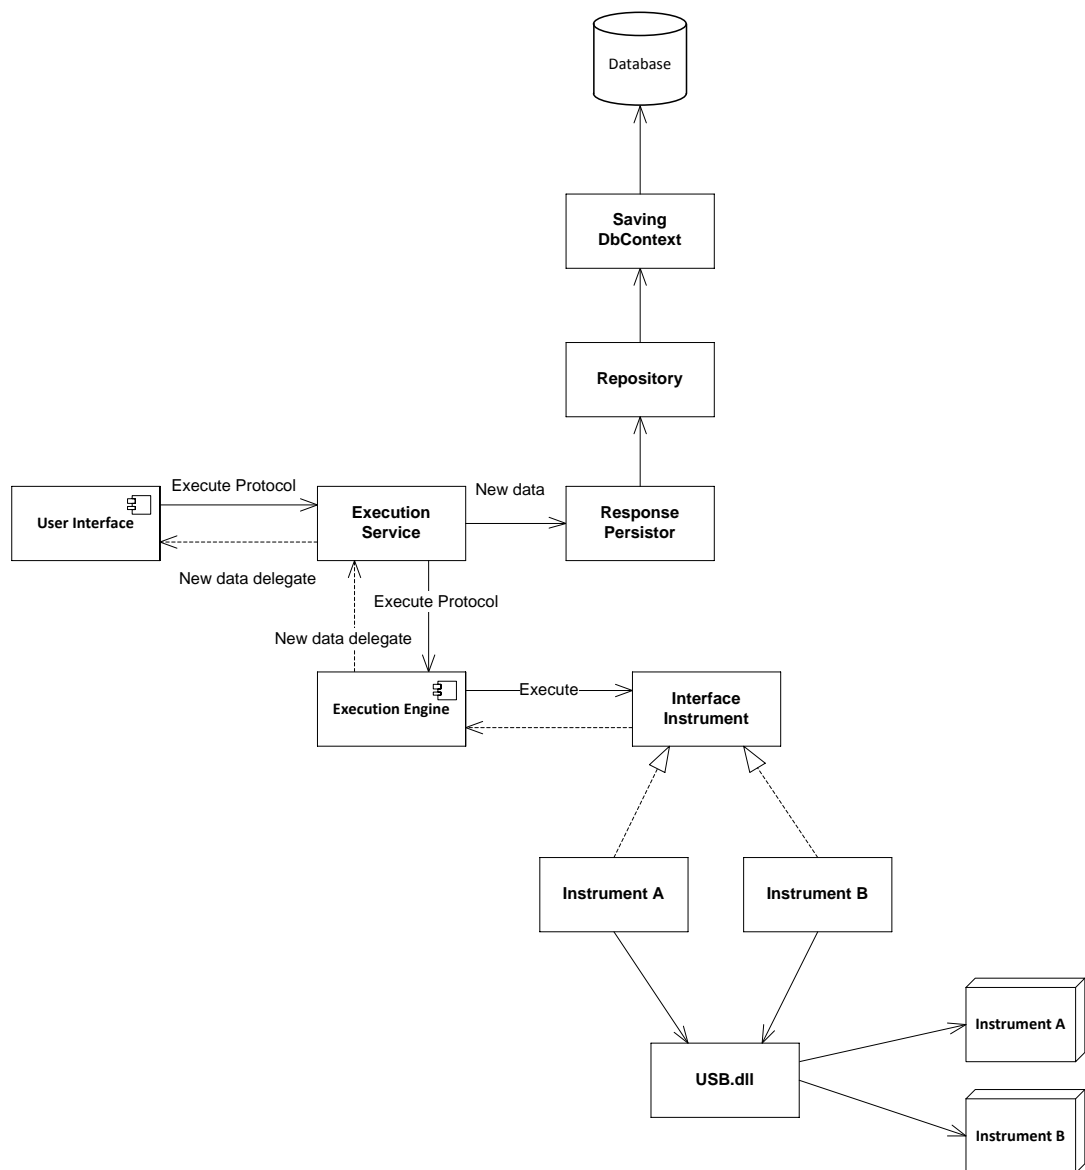 Database
Saving
DbContext
Repository
Execute Protocol
New data
User Interface
Execution
Service
Response
Persistor
New data delegate
Execute Protocol
New data delegate
Execution Engine
Execute
Interface
Instrument
Instrument A
Instrument B
Instrument A
USB.dll
Instrument B